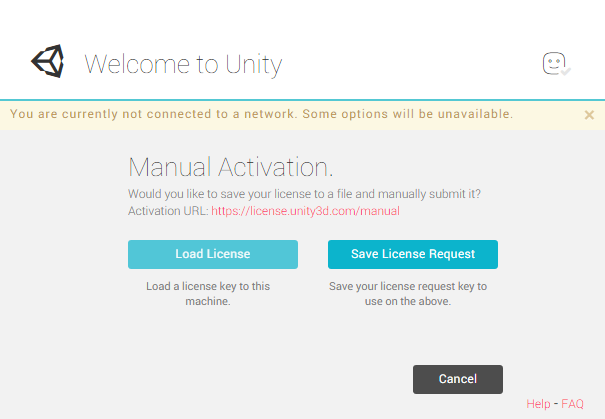 Welcome to Unity
You are currently not connected to a network. Some options will be unavailable.
Manual Activation.
Would you like to save your license to a file and manually submit it?
Activation URL: https://license.unity3d.com/manual
Load License
Save License Request
Load a license key to this
machine.
Save your license request key to
use on the above.
Cancel
Help - FAQ